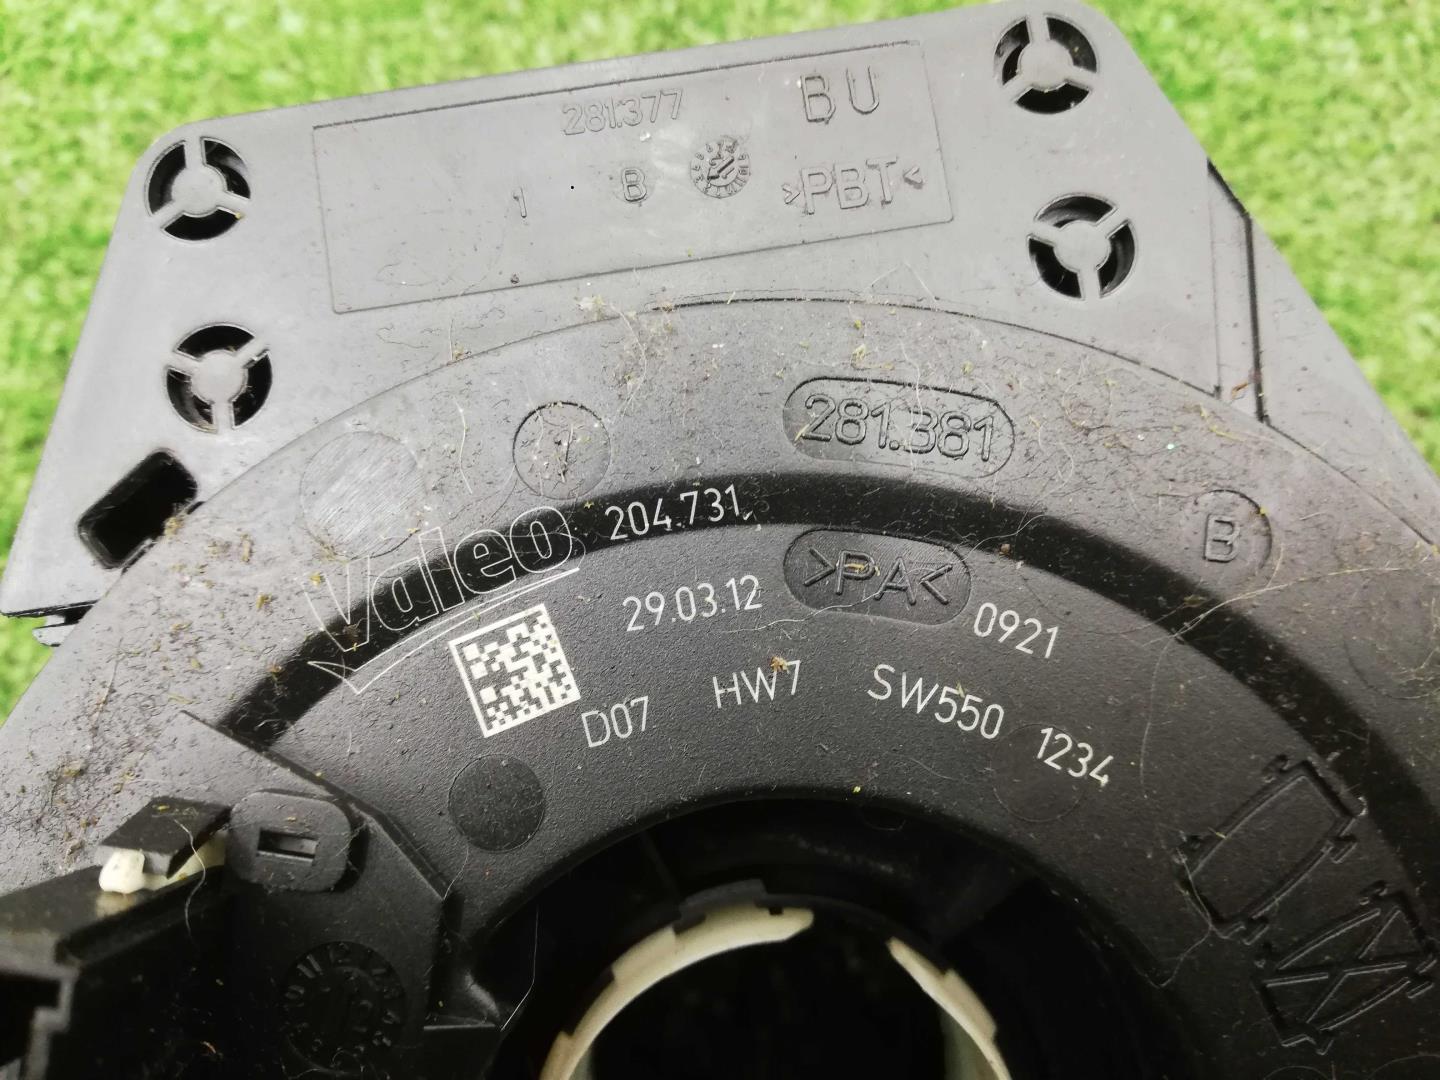 281.377 BU
1 B >PBT<
7 281.381
B
Valeo 204.731
29.03.12 >PA< 0921
D07 HW7 SW550 1234